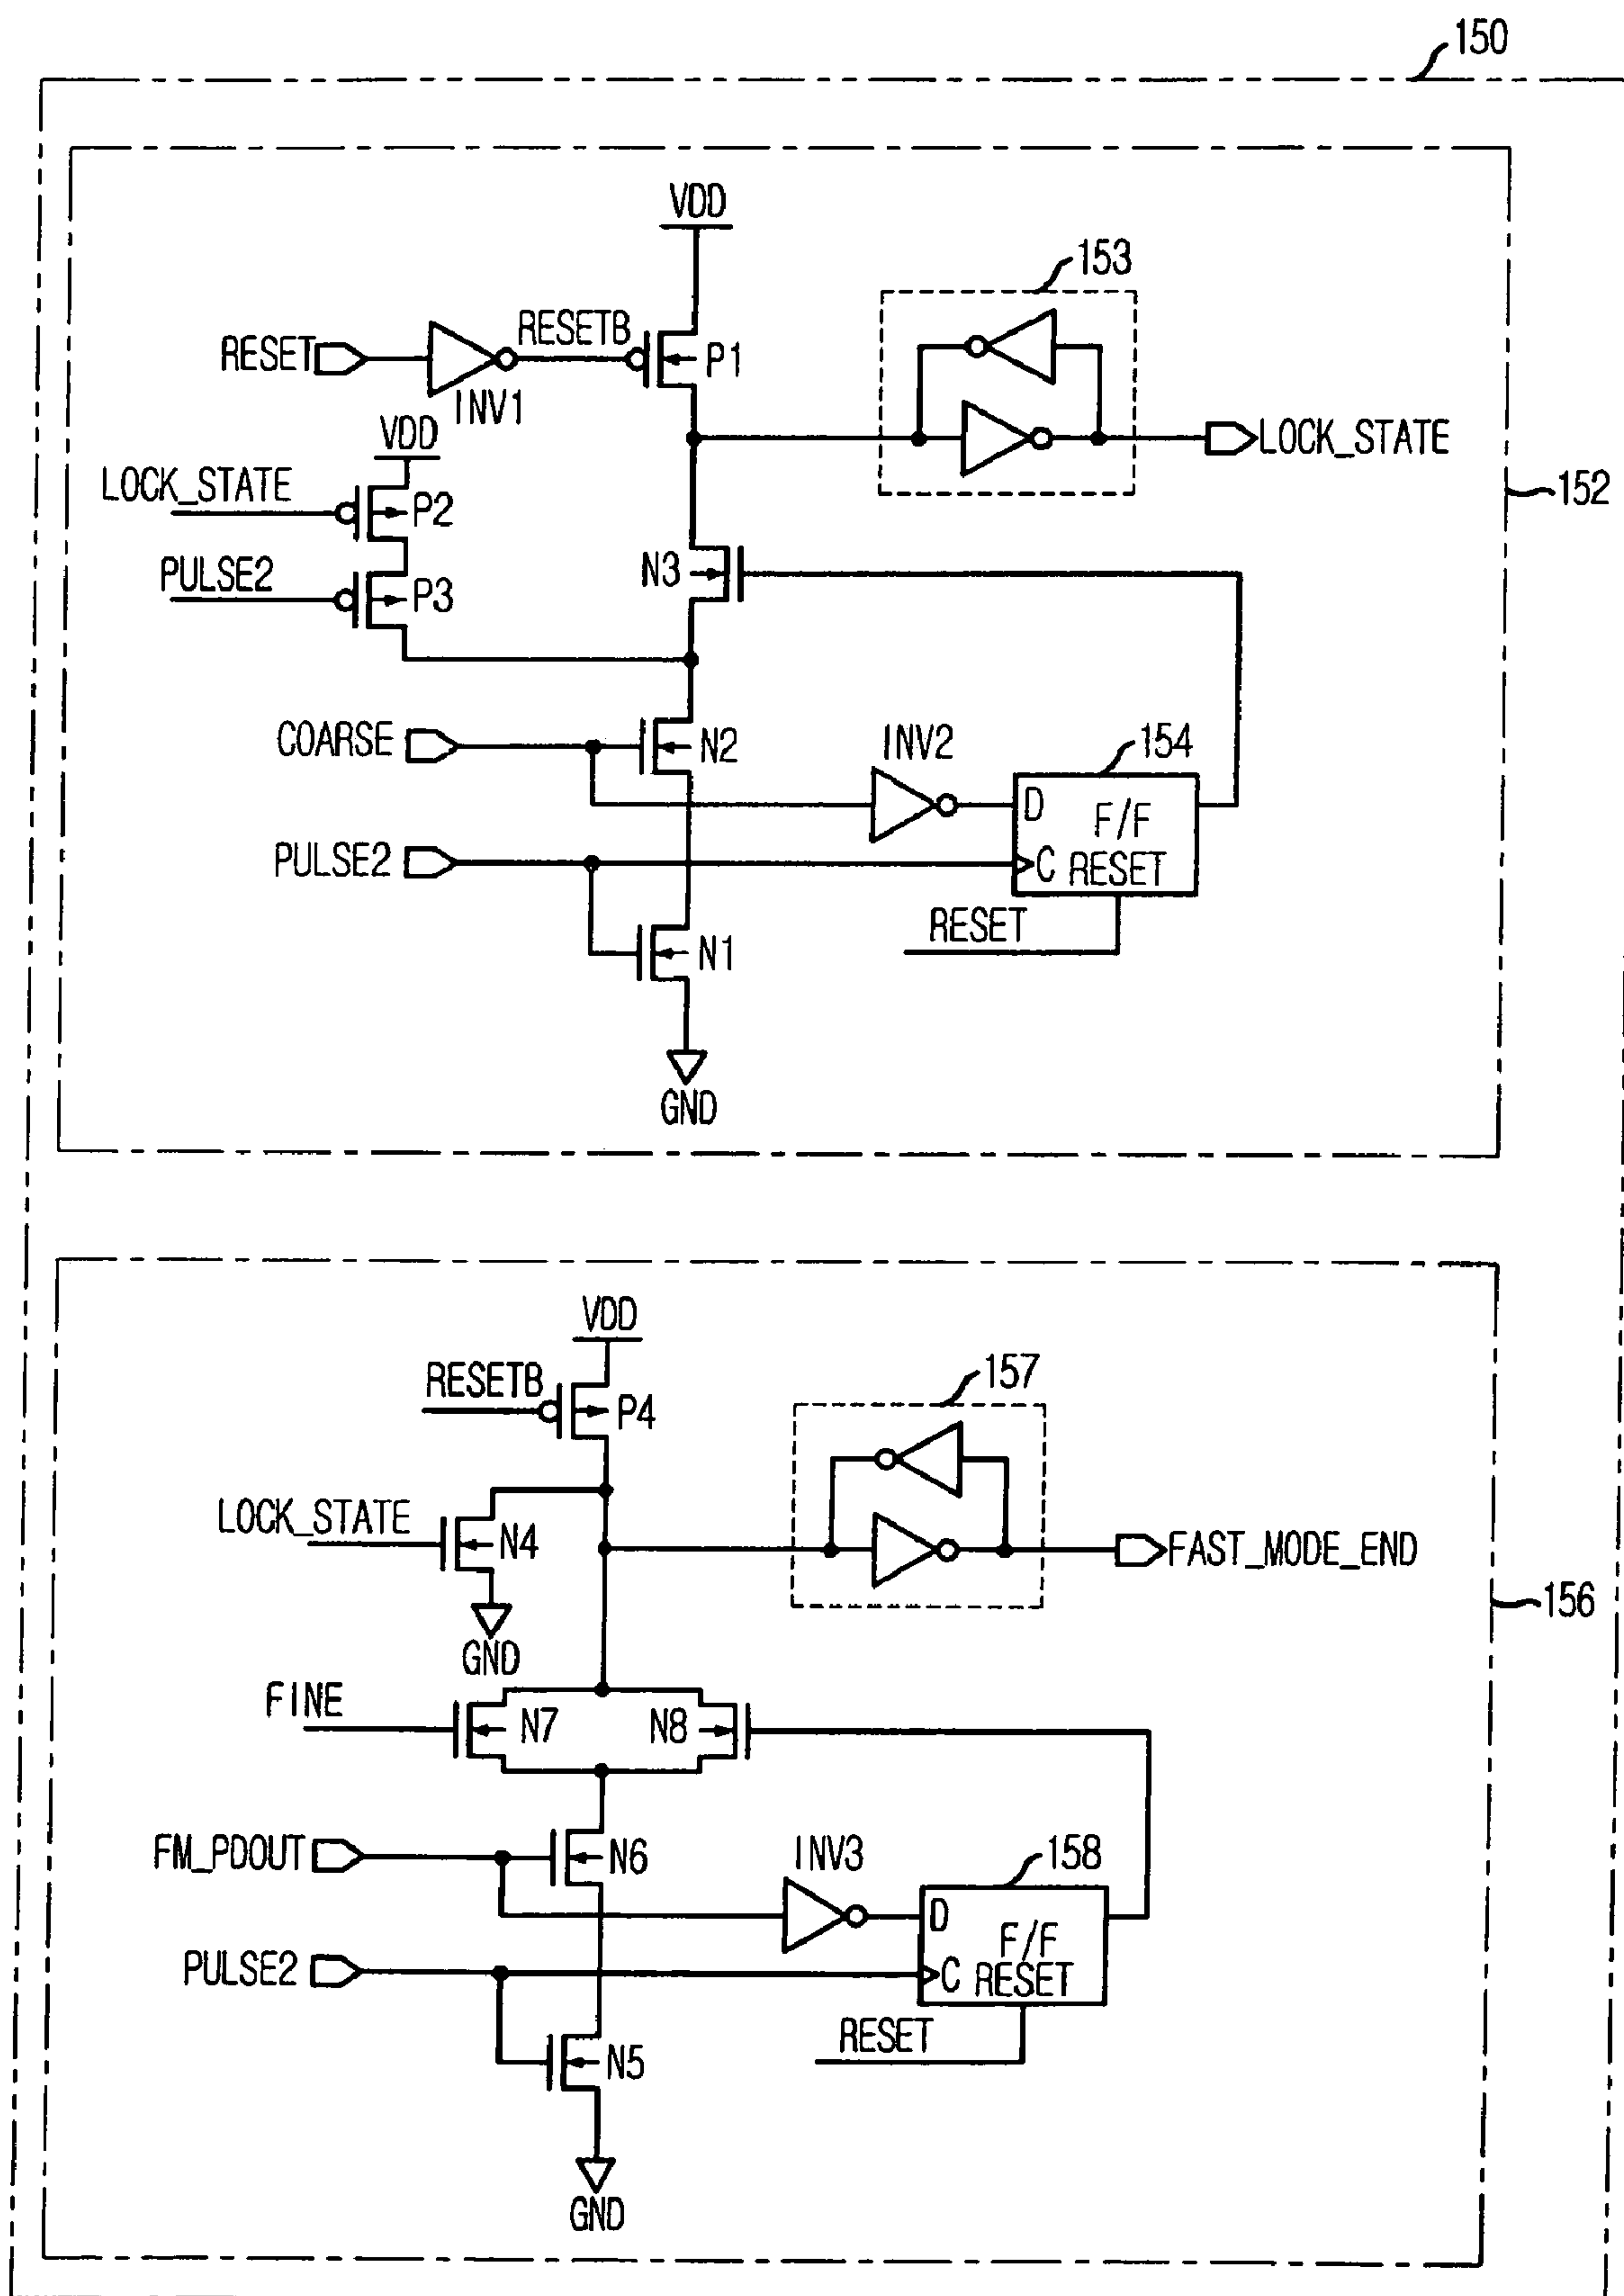 150
VDD
153
RESET
RESETB
P1
INV1
VDD
LOCK_STATE
LOCK_STATE
P2
152
PULSE2
P3
N3
COARSE
N2
INV2
154
D
F/F
PULSE2
C RESET
RESET
N1
GND
VDD
157
RESETB
P4
LOCK_STATE
N4
FAST_MODE_END
156
GND
FINE
N7
N8
FM_PDOUT
N6
INV3
158
D
F/F
PULSE2
C RESET
RESET
N5
GND